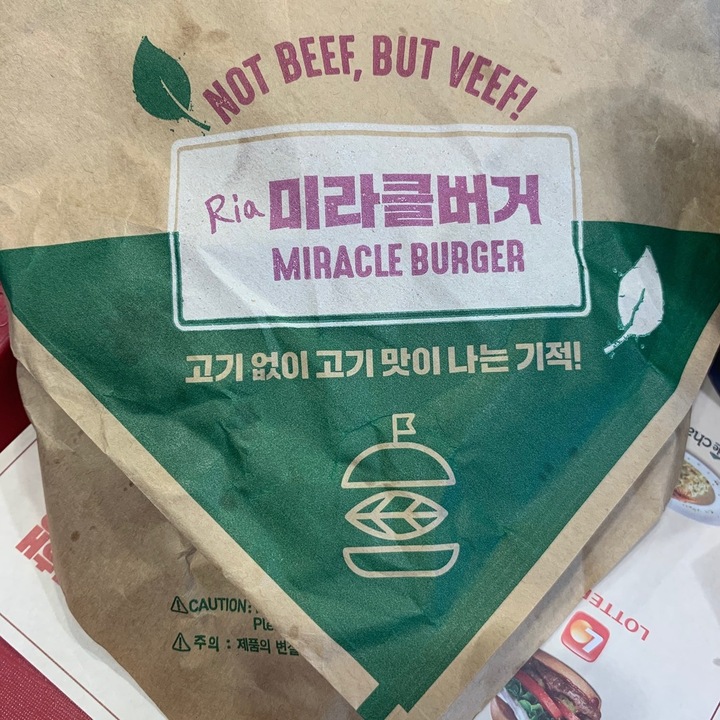 NOT BEEF, BUT VEEF!
Ria 미라클버거
MIRACLE BURGER
고기 없이 고기 맛이 나는 기적!
⚠CAUTION:
⚠주의 : 제품의
LOTTE